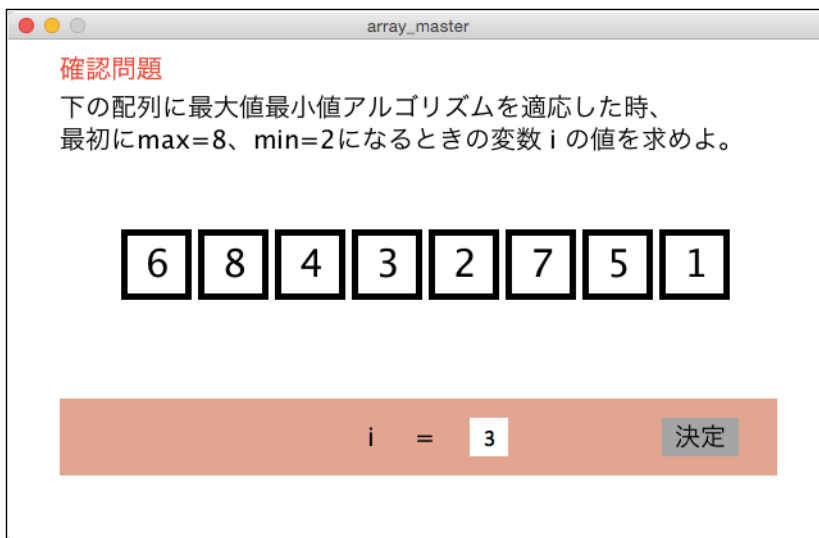 array_master
確認問題
下の配列に最大値最小値アルゴリズムを適応した時、
最初にmax=8、min=2になるときの変数 i の値を求めよ。
6 8 4 3 2 7 5 1
i = 3 決定